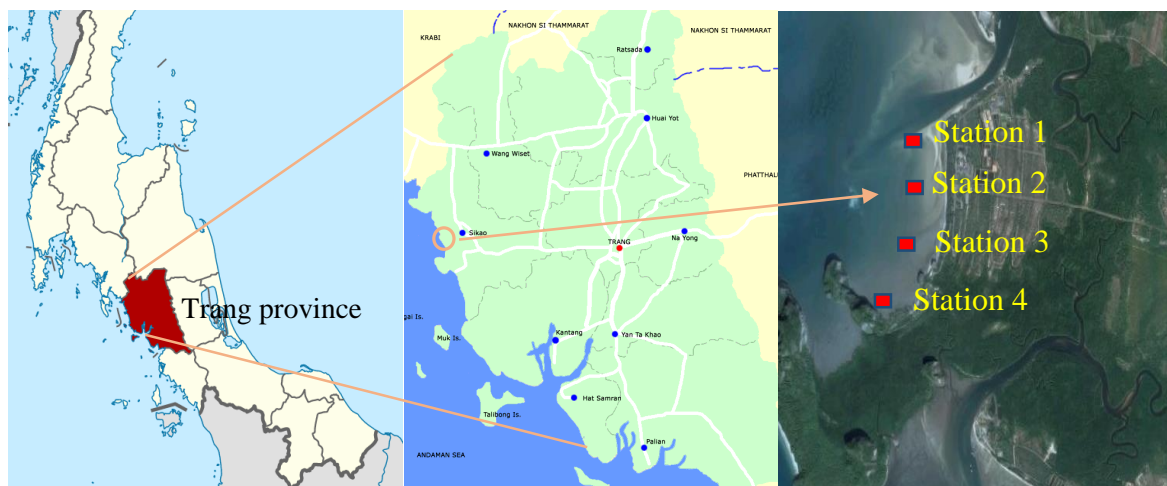 Trang province
KRABI
NAKHON SI THAMMARAT
NAKHON SI THAMMARAT
Ratsada
Huai Yot
Wang Wiset
PHATTHALU
Sikao
TRANG
Na Yong
gai Is.
Muk Is.
Kantang
Yan Ta Khao
Talibong Is.
Hat Samran
ANDAMAN SEA
Palian
Station 1
Station 2
Station 3
Station 4